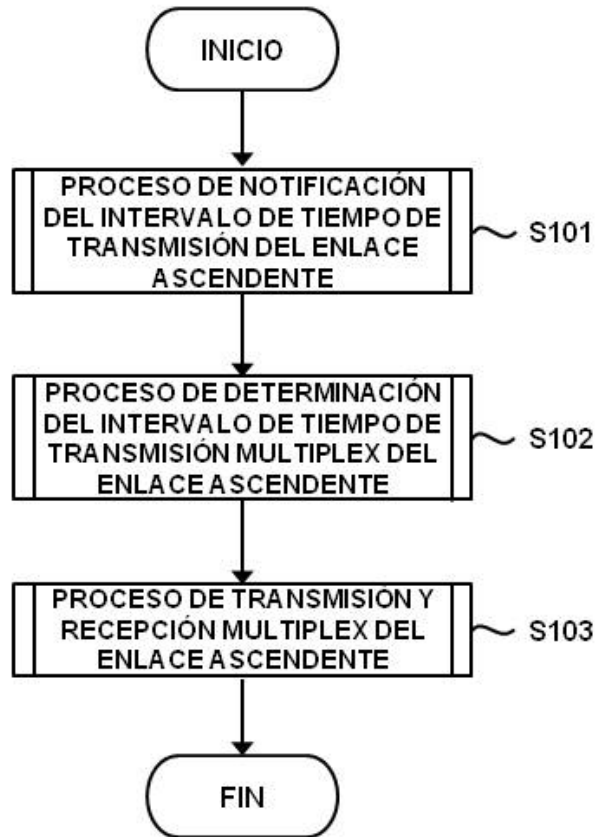 INICIO
PROCESO DE NOTIFICACIÓN
DEL INTERVALO DE TIEMPO DE
TRANSMISIÓN DEL ENLACE
ASCENDENTE
S101
PROCESO DE DETERMINACIÓN
DEL INTERVALO DE TIEMPO DE
TRANSMISIÓN MULTIPLEX DEL
ENLACE ASCENDENTE
S102
PROCESO DE TRANSMISIÓN Y
RECEPCIÓN MULTIPLEX DEL
ENLACE ASCENDENTE
S103
FIN